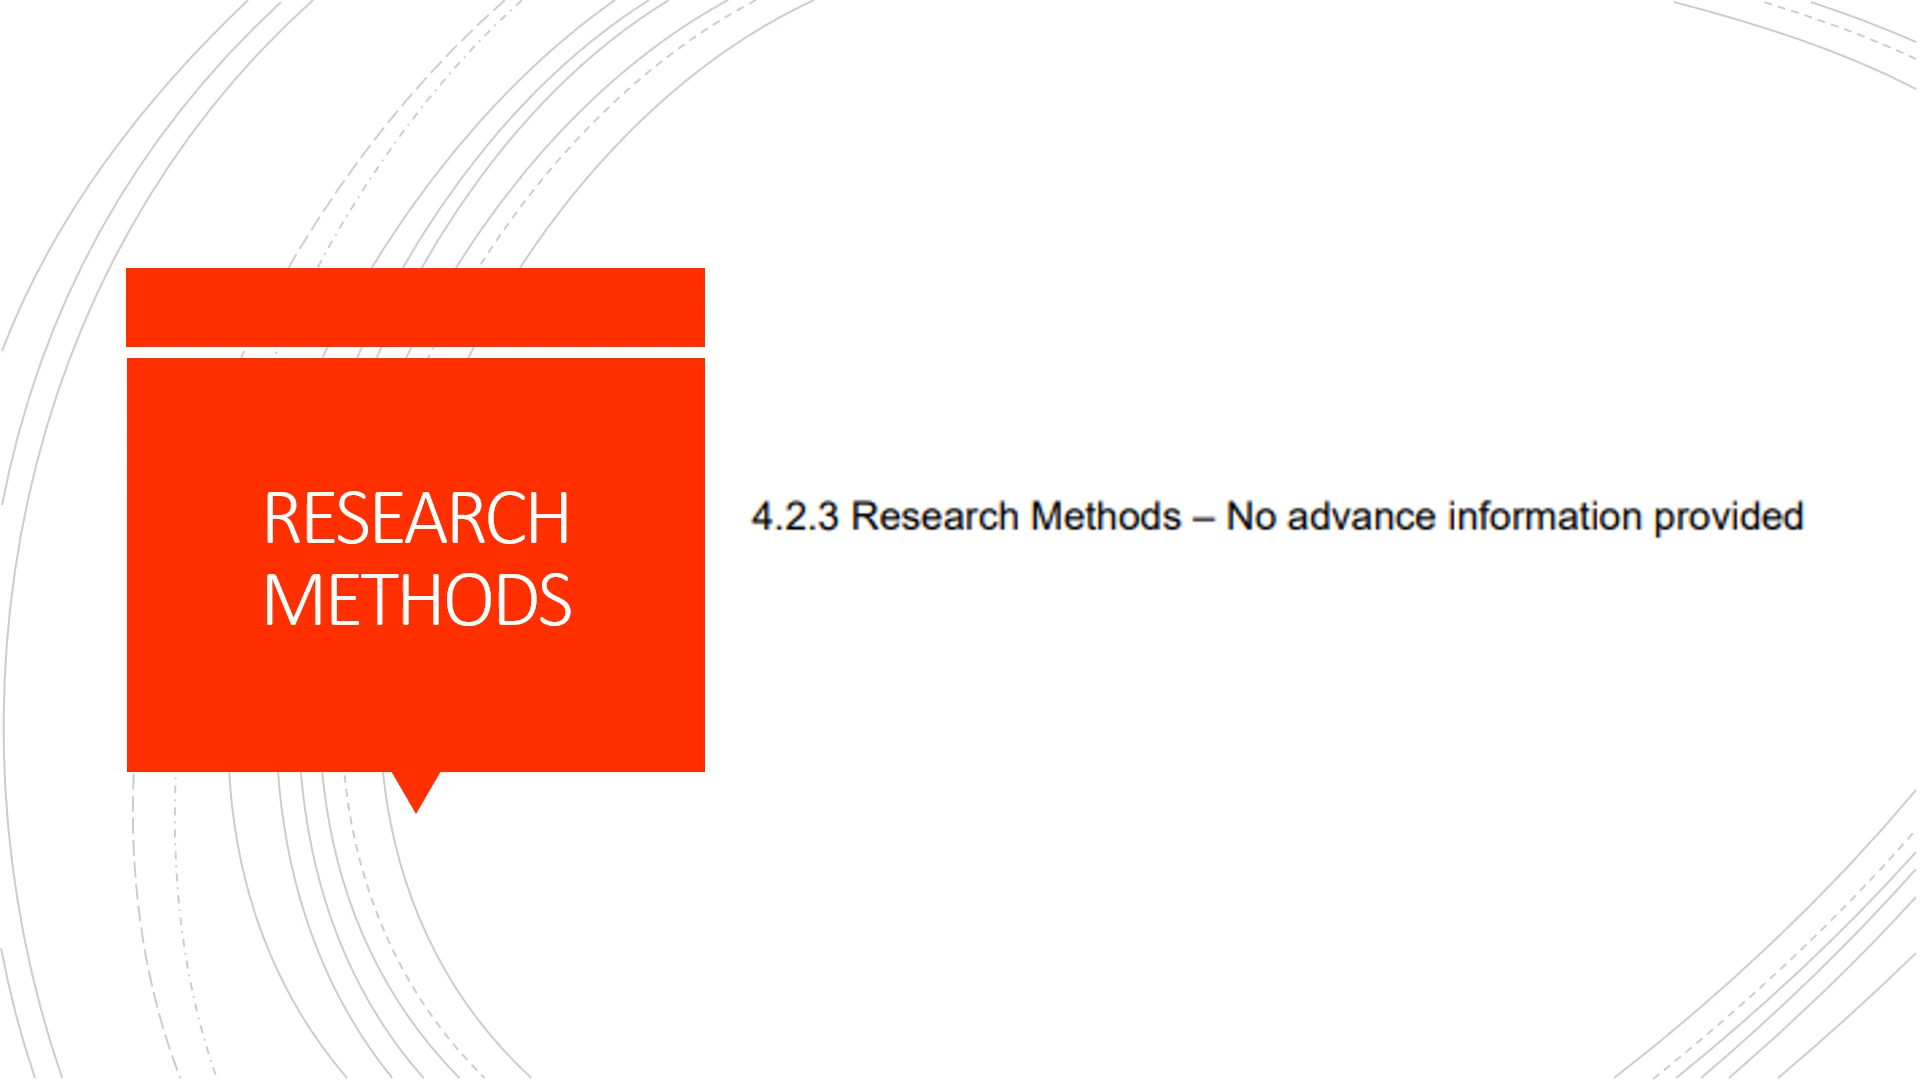 RESEARCH
METHODS
4.2.3 Research Methods – No advance information provided